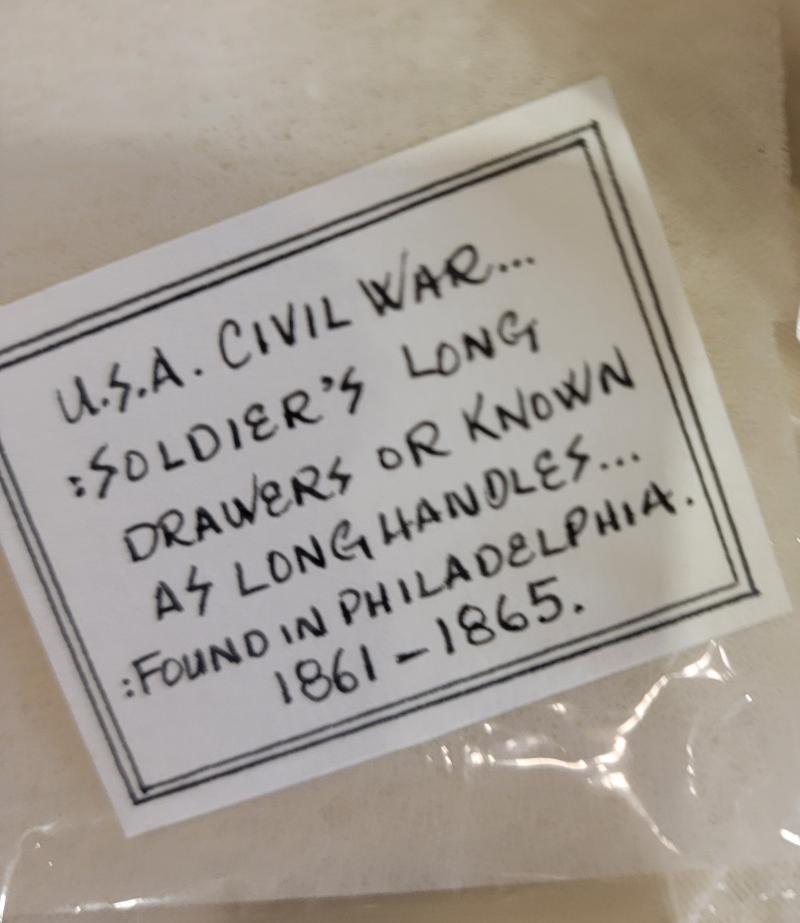 U.S.A. CIVIL WAR...
:SOLDIER'S LONG
DRAWERS OR KNOWN
AS LONGHANDLES...
:FOUND IN PHILADELPHIA.
1861-1865.